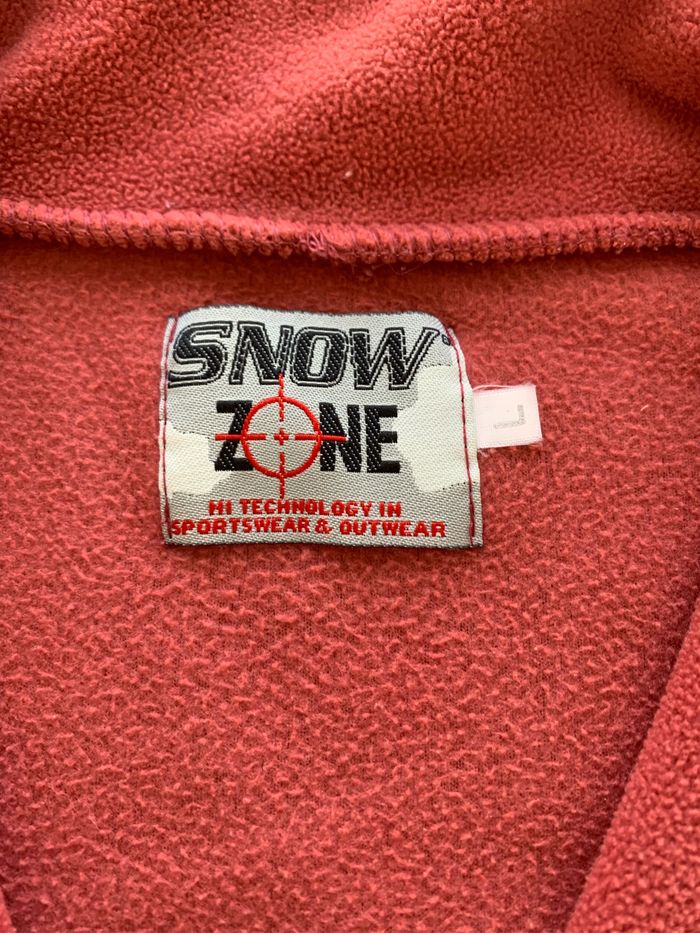 SNOW
ZONE
HI TECHNOLOGY IN
SPORTSWEAR & OUTWEAR
L